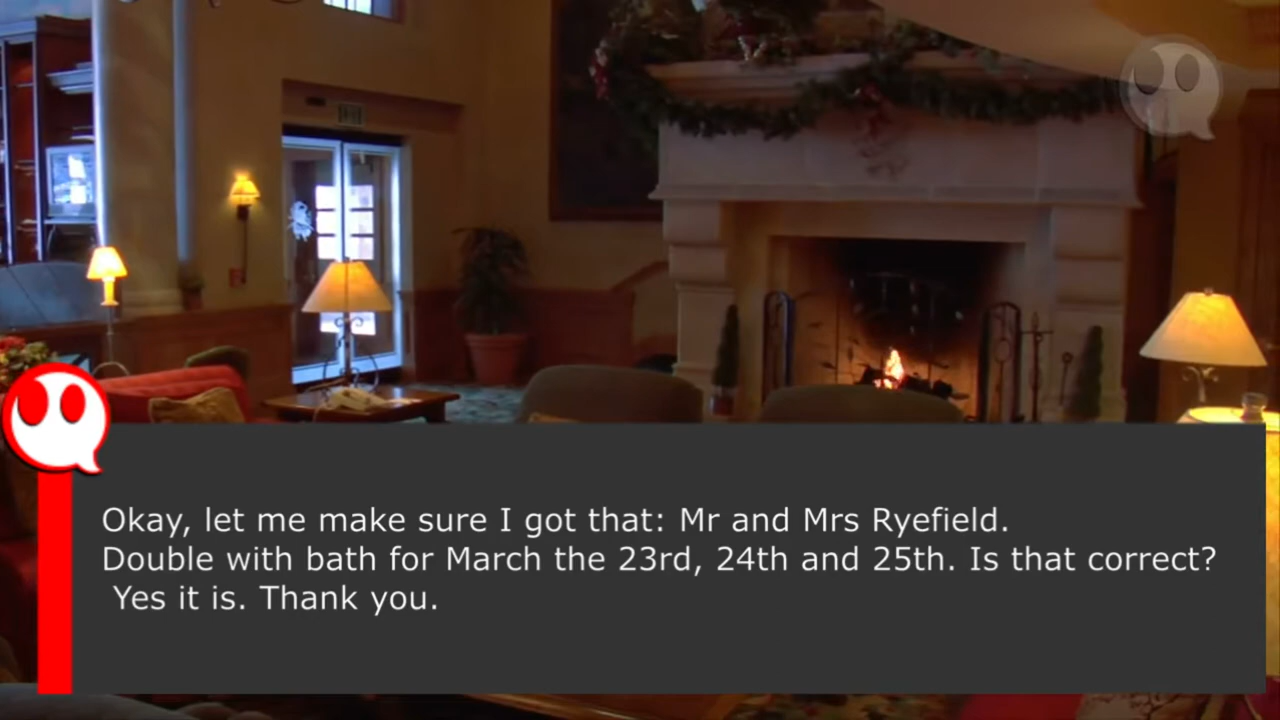 Okay, let me make sure I got that: Mr and Mrs Ryefield.
Double with bath for March the 23rd, 24th and 25th. Is that correct?
Yes it is. Thank you.